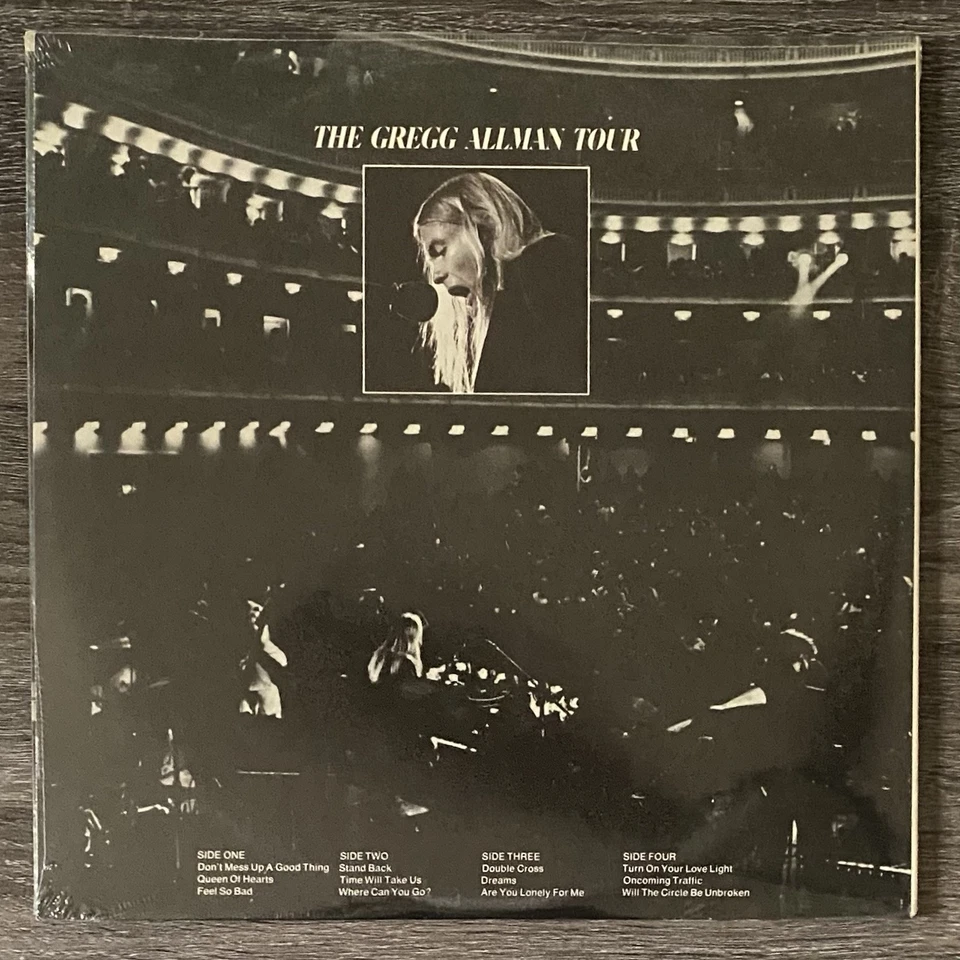 THE GREGG ALLMAN TOUR
SIDE ONE
Don't Mess Up A Good Thing
Queen Of Hearts
Feel So Bad
SIDE TWO
Stand Back
Time Will Take Us
Where Can You Go?
SIDE THREE
Double Cross
Dreams
Are You Lonely For Me
SIDE FOUR
Turn On Your Love Light
Oncoming Traffic
Will The Circle Be Unbroken